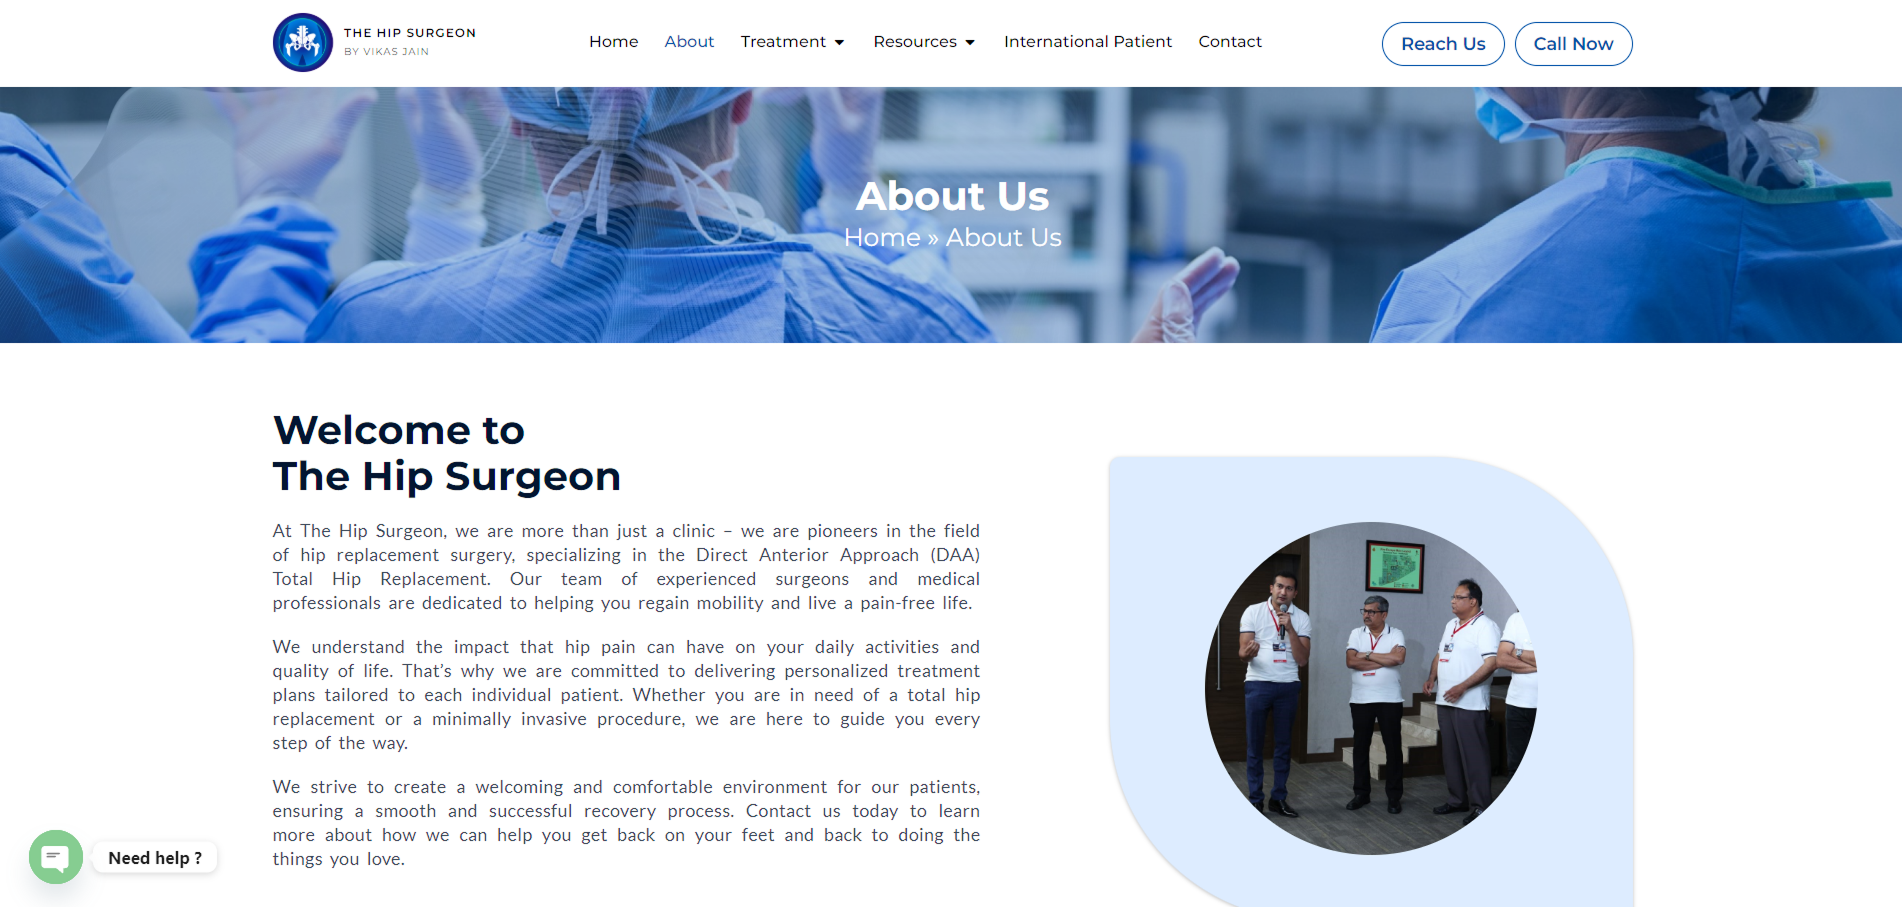 THE HIP SURGEON
BY VIKAS JAIN
Home
About
Treatment
Resources
International Patient
Contact
Reach Us
Call Now
About Us
Home » About Us
Welcome to
The Hip Surgeon
At The Hip Surgeon, we are more than just a clinic – we are pioneers in the field
of hip replacement surgery, specializing in the Direct Anterior Approach (DAA)
Total Hip Replacement. Our team of experienced surgeons and medical
professionals are dedicated to helping you regain mobility and live a pain-free life.
We understand the impact that hip pain can have on your daily activities and
quality of life. That’s why we are committed to delivering personalized treatment
plans tailored to each individual patient. Whether you are in need of a total hip
replacement or a minimally invasive procedure, we are here to guide you every
step of the way.
We strive to create a welcoming and comfortable environment for our patients,
ensuring a smooth and successful recovery process. Contact us today to learn
more about how we can help you get back on your feet and back to doing the
things you love.
Need help ?